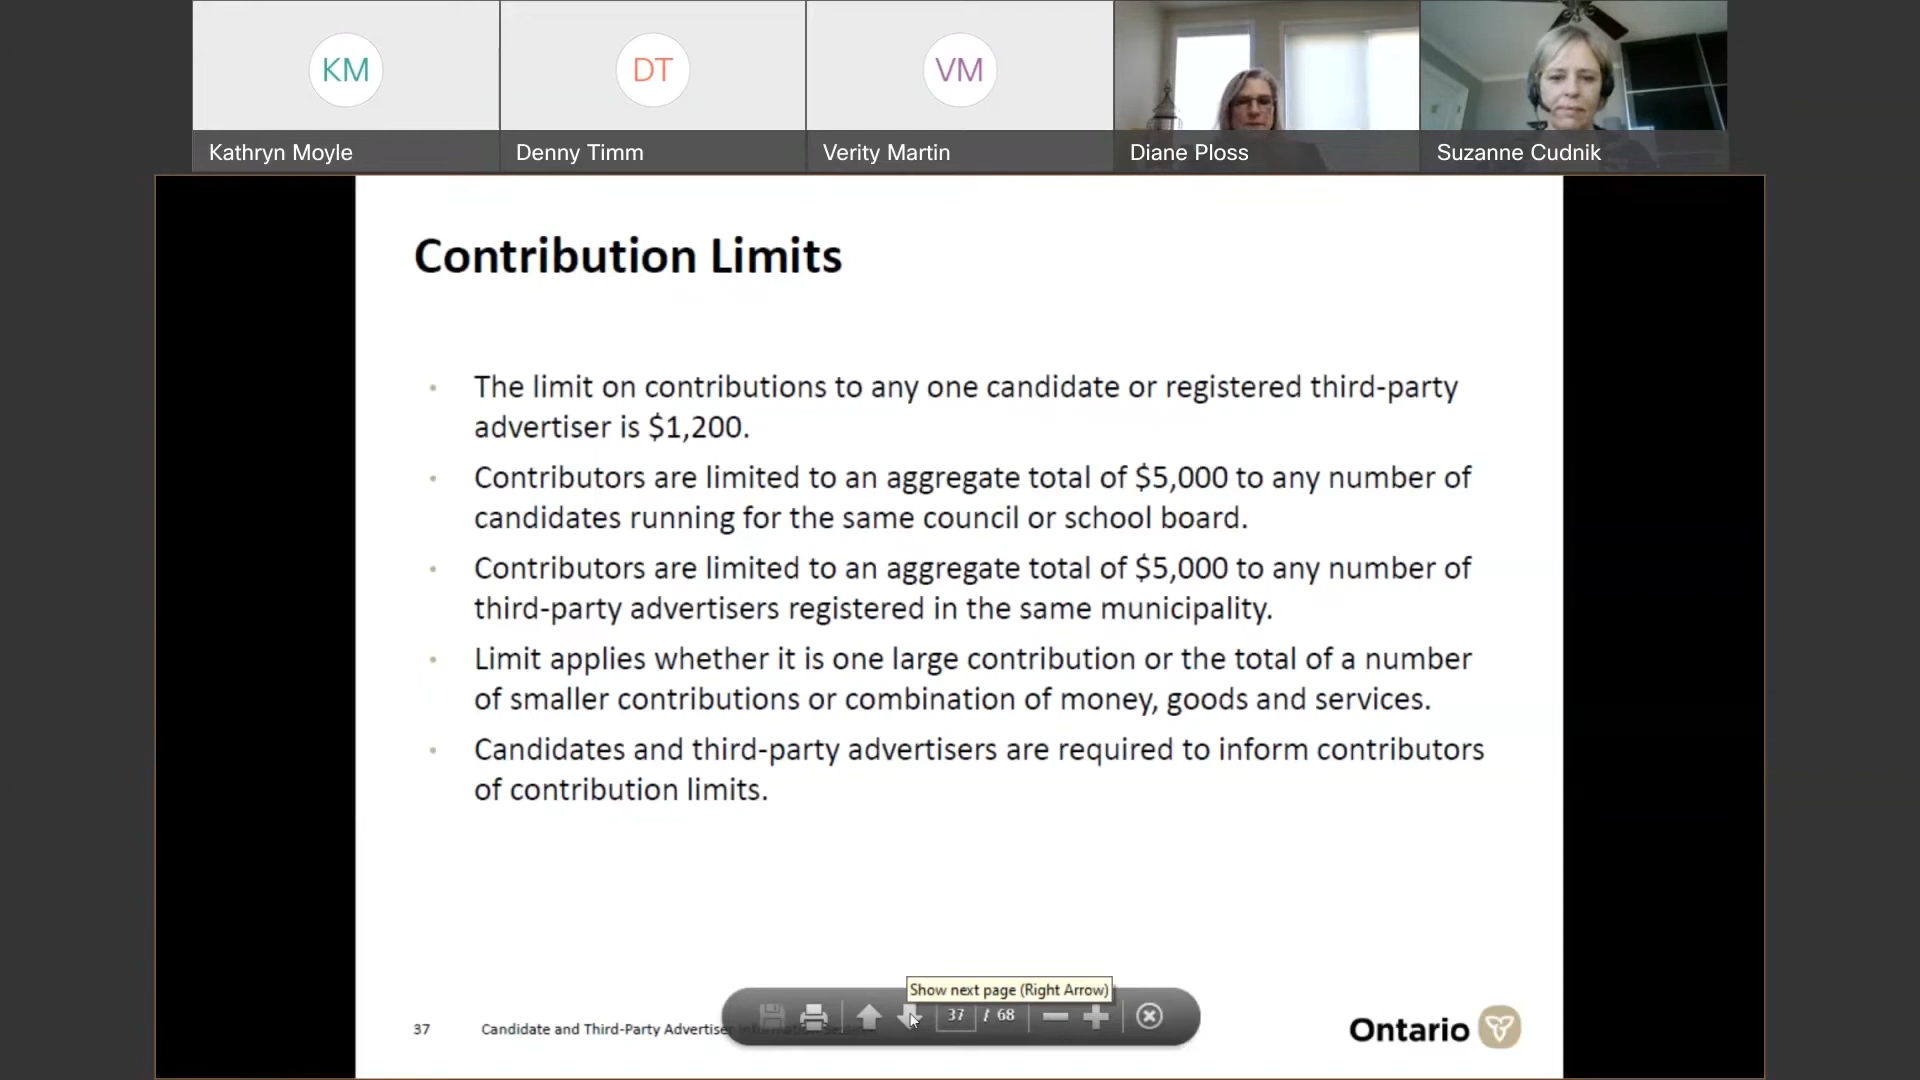 KM
DT
VM
Kathryn Moyle
Denny Timm
Verity Martin
Diane Ploss
Suzanne Cudnik
Contribution Limits
• The limit on contributions to any one candidate or registered third-party
advertiser is $1,200.
• Contributors are limited to an aggregate total of $5,000 to any number of
candidates running for the same council or school board.
• Contributors are limited to an aggregate total of $5,000 to any number of
third-party advertisers registered in the same municipality.
• Limit applies whether it is one large contribution or the total of a number
of smaller contributions or combination of money, goods and services.
• Candidates and third-party advertisers are required to inform contributors
of contribution limits.
Show next page (Right Arrow)
37 / 68
37 Candidate and Third-Party Advertiser
Ontario